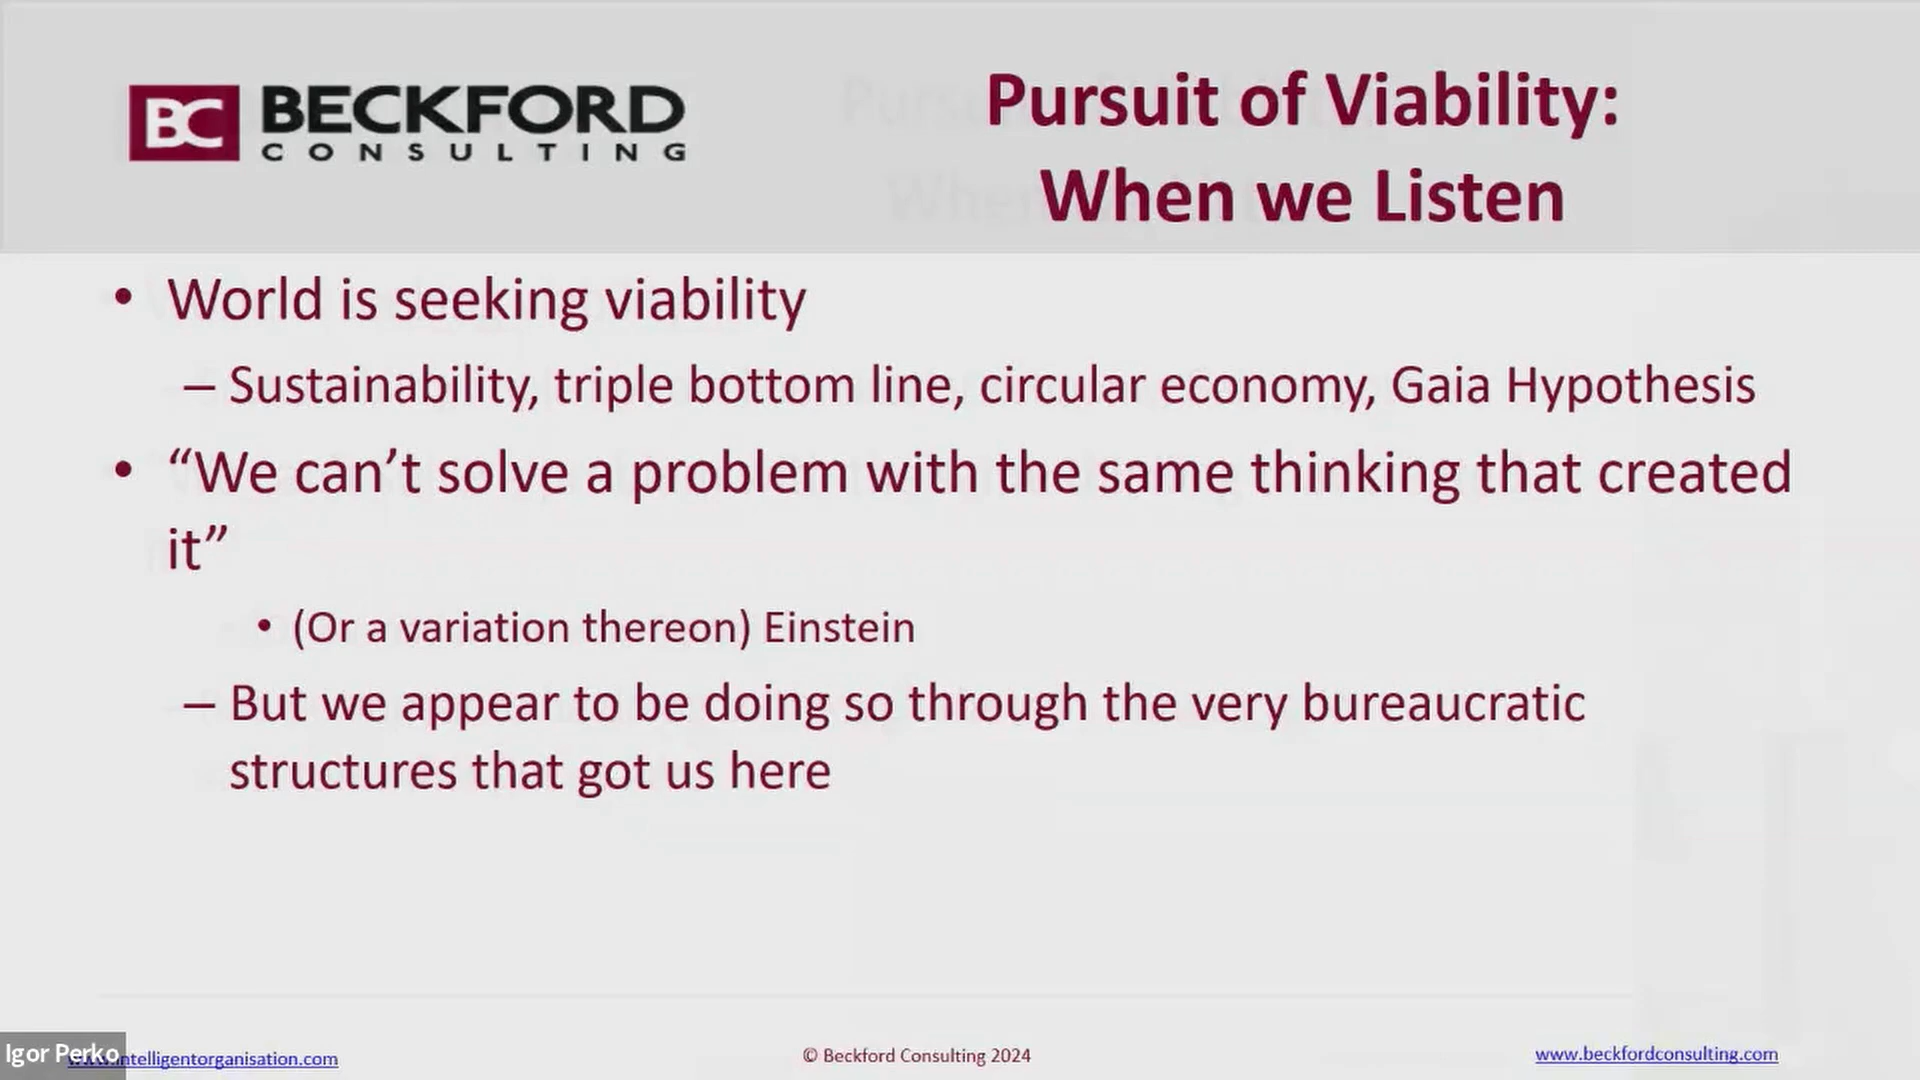 BC BECKFORD
CONSULTING
Pursuit of Viability:
When we Listen
• World is seeking viability
– Sustainability, triple bottom line, circular economy, Gaia Hypothesis
• “We can’t solve a problem with the same thinking that created
it”
• (Or a variation thereon) Einstein
– But we appear to be doing so through the very bureaucratic
structures that got us here
Igor Perko
intelligentorganisation.com
© Beckford Consulting 2024
www.beckfordconsulting.com